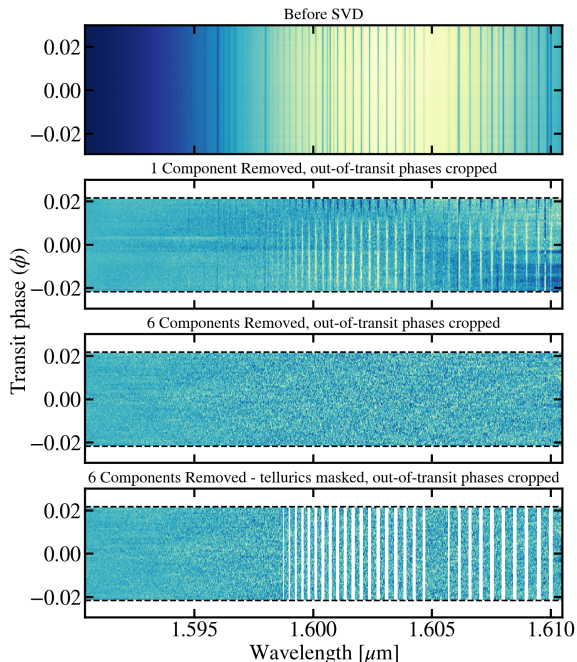 Before SVD
0.02
0.00
−0.02
1 Component Removed, out-of-transit phases cropped
0.02
0.00
−0.02
6 Components Removed, out-of-transit phases cropped
0.02
0.00
−0.02
6 Components Removed - tellurics masked, out-of-transit phases cropped
0.02
0.00
−0.02
Transit phase (ϕ)
1.595 1.600 1.605 1.610
Wavelength [μm]